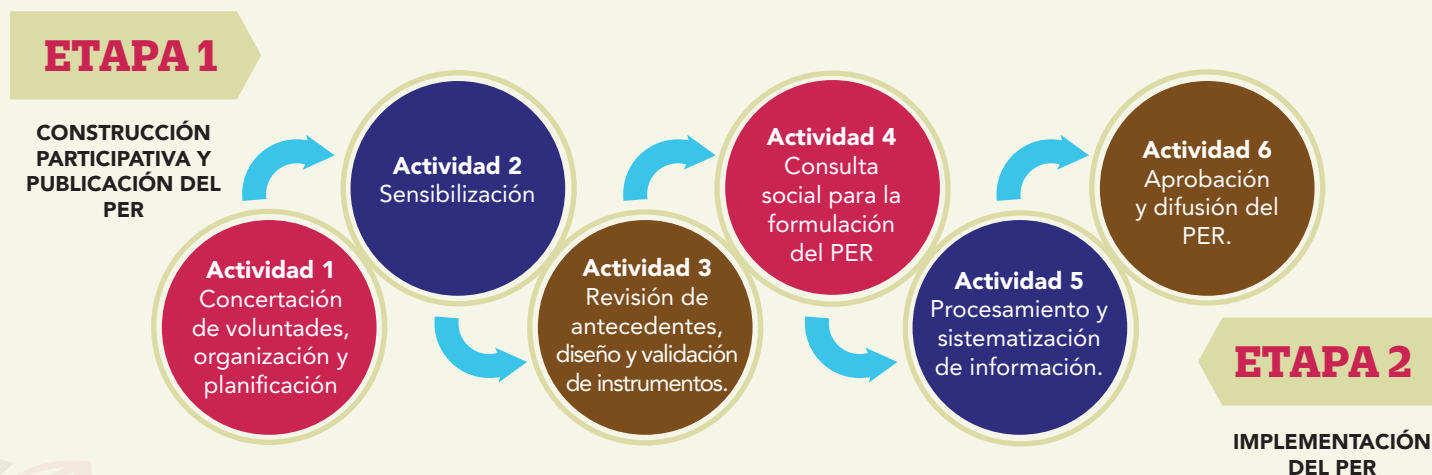 ETAPA 1
CONSTRUCCIÓN
PARTICIPATIVA Y
PUBLICACIÓN DEL
PER
Actividad 1
Concertación
de voluntades,
organización y
planificación
Actividad 2
Sensibilización
Actividad 3
Revisión de
antecedentes,
diseño y validación
de instrumentos.
Actividad 4
Consulta
social para la
formulación
del PER
Actividad 5
Procesamiento y
sistematización
de información.
Actividad 6
Aprobación
y difusión del
PER.
ETAPA 2
IMPLEMENTACIÓN
DEL PER